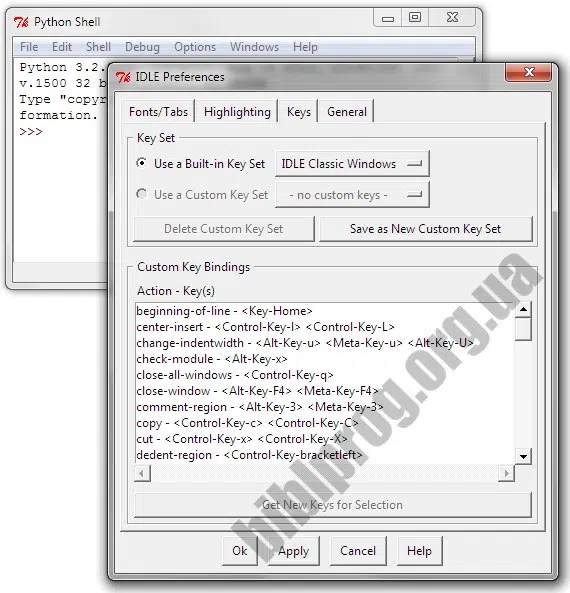 Python Shell
File Edit Shell Debug Options Windows Help
Python 3.2.
v.1500 32 b
Type "copyr
formation.
>>>
IDLE Preferences
Fonts/Tabs Highlighting Keys General
Key Set
Use a Built-in Key Set IDLE Classic Windows
Use a Custom Key Set - no custom keys -
Delete Custom Key Set Save as New Custom Key Set
Custom Key Bindings
Action - Key(s)
beginning-of-line - <Key-Home>
center-insert - <Control-Key-l> <Control-Key-L>
change-indentwidth - <Alt-Key-u> <Meta-Key-u> <Alt-Key-U>
check-module - <Alt-Key-x>
close-all-windows - <Control-Key-q>
close-window - <Alt-Key-F4> <Meta-Key-F4>
comment-region - <Alt-Key-3> <Meta-Key-3>
copy - <Control-Key-c> <Control-Key-C>
cut - <Control-Key-x> <Control-Key-X>
dedent-region - <Control-Key-bracketleft>
Get New Keys for Selection
Ok Apply Cancel Help
biblprog.org.ua